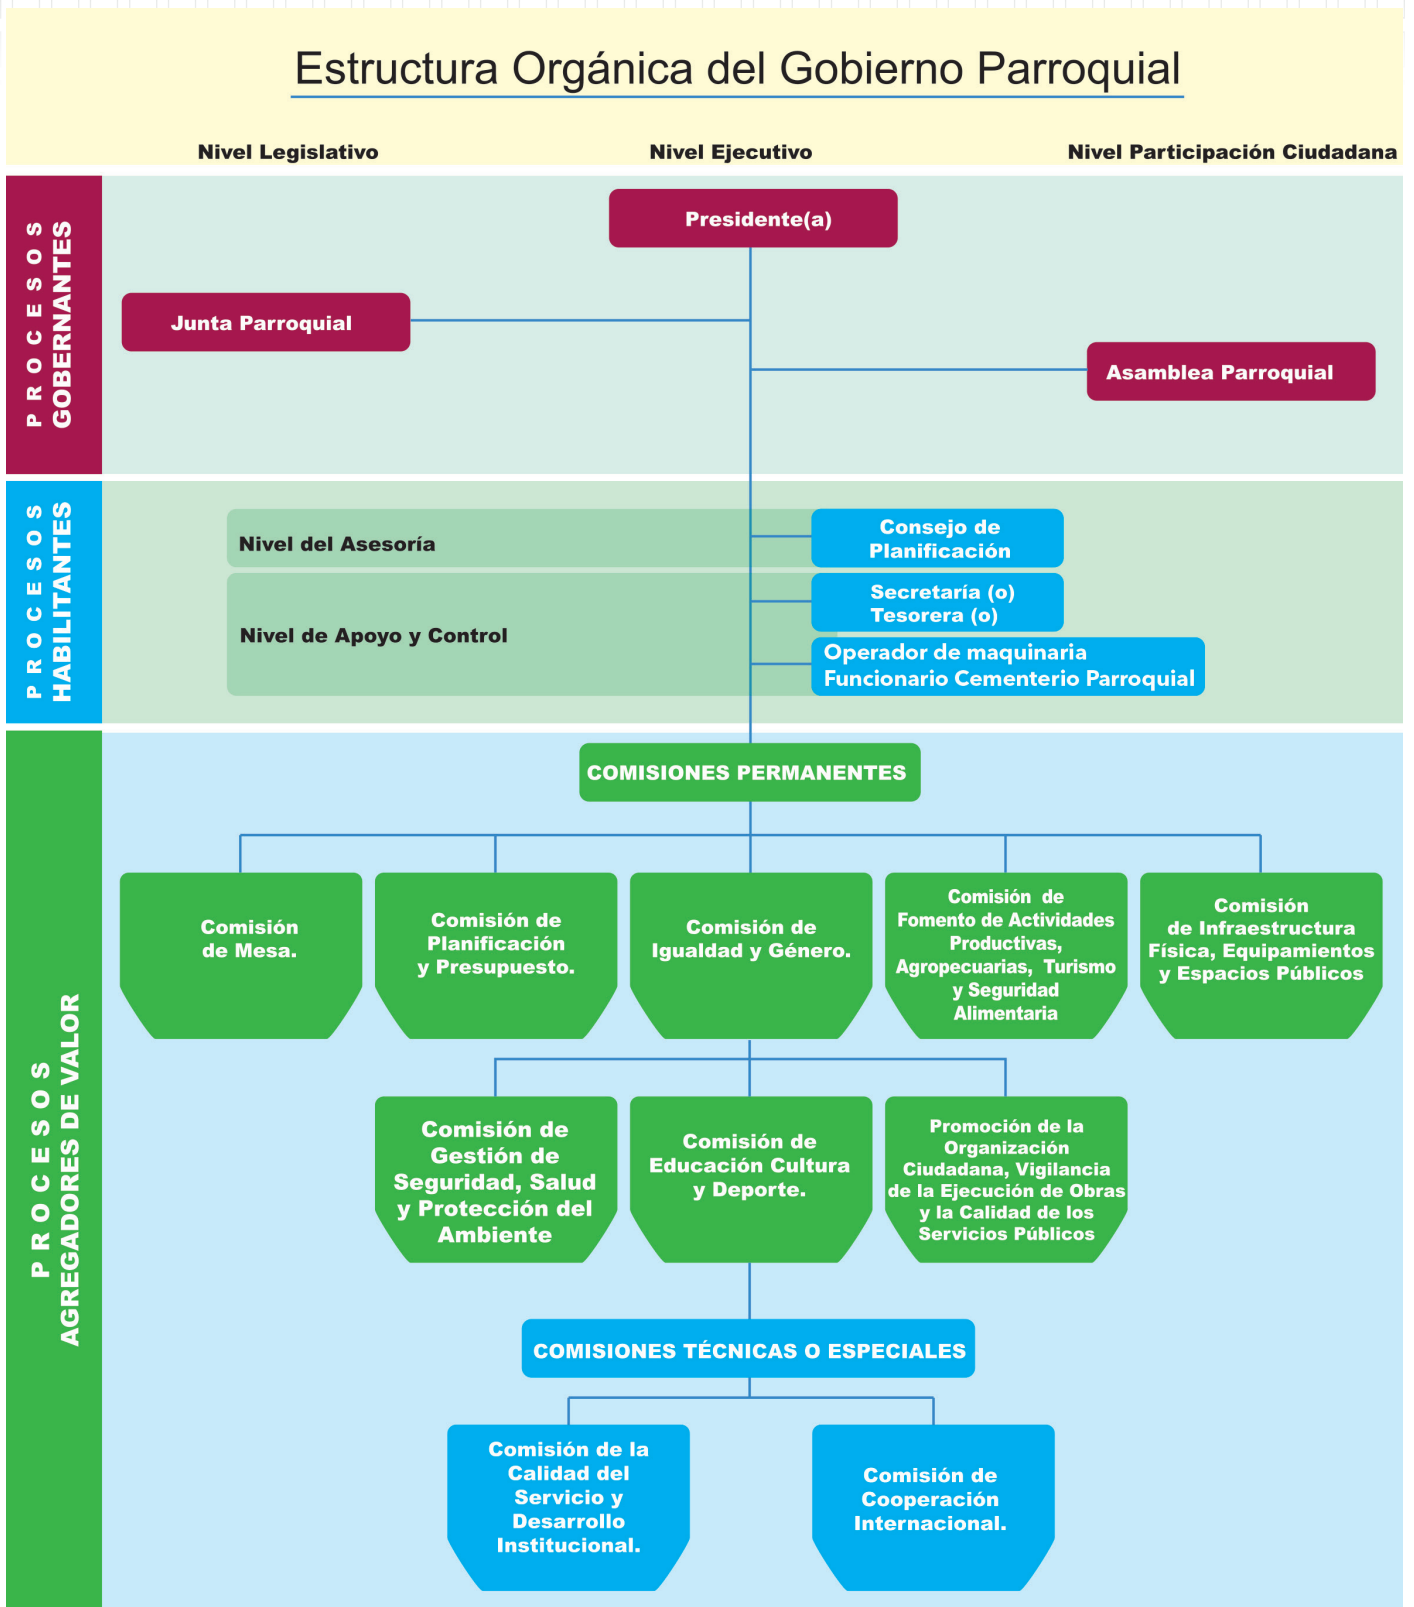 Estructura Orgánica del Gobierno Parroquial
Nivel Legislativo
Nivel Ejecutivo
Nivel Participación Ciudadana
PROCESOS
GOBERNANTES
Presidente(a)
Junta Parroquial
Asamblea Parroquial
PROCESOS
HABILITANTES
Nivel del Asesoría
Consejo de
Planificación
Nivel de Apoyo y Control
Secretaría (o)
Tesorera (o)
Operador de maquinaria
Funcionario Cementerio Parroquial
PROCESOS
AGREGADORES DE VALOR
COMISIONES PERMANENTES
Comisión
de Mesa.
Comisión de
Planificación
y Presupuesto.
Comisión de
Igualdad y Género.
Comisión de
Fomento de Actividades
Productivas,
Agropecuarias, Turismo
y Seguridad
Alimentaria
Comisión
de Infraestructura
Física, Equipamientos
y Espacios Públicos
Comisión de
Gestión de
Seguridad, Salud
y Protección del
Ambiente
Comisión de
Educación Cultura
y Deporte.
Promoción de la
Organización
Ciudadana, Vigilancia
de la Ejecución de Obras
y la Calidad de los
Servicios Públicos
COMISIONES TÉCNICAS O ESPECIALES
Comisión de la
Calidad del
Servicio y
Desarrollo
Institucional.
Comisión de
Cooperación
Internacional.